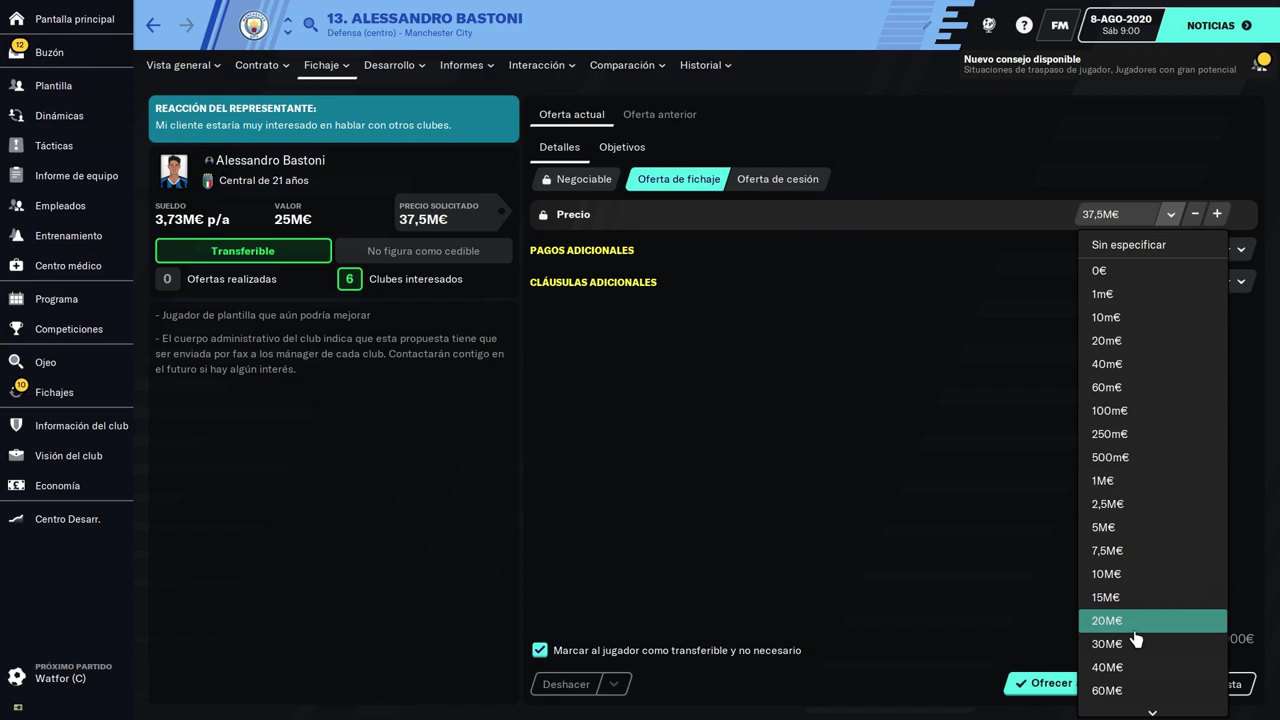 Pantalla principal
13. ALESSANDRO BASTONI
Defensa (centro) - Manchester City
FM
8-AGO-2020
Sáb 9:00
NOTICIAS
12
Buzón
Vista general
Contrato
Fichaje
Desarrollo
Informes
Interacción
Comparación
Historial
Nuevo consejo disponible
Situaciones de traspaso de jugador, Jugadores con gran potencial
Plantilla
Dinámicas
Tácticas
Informe de equipo
Empleados
Entrenamiento
Centro médico
Programa
Competiciones
Ojeo
10
Fichajes
Información del club
Visión del club
Economía
Centro Desarr.
PRÓXIMO PARTIDO
Watfor (C)
REACCIÓN DEL REPRESENTANTE:
Mi cliente estaría muy interesado en hablar con otros clubes.
Alessandro Bastoni
Central de 21 años
SUELDO
3,73M€ p/a
VALOR
25M€
PRECIO SOLICITADO
37,5M€
Transferible
No figura como cedible
0 Ofertas realizadas
6 Clubes interesados
- Jugador de plantilla que aún podría mejorar
- El cuerpo administrativo del club indica que esta propuesta tiene que
ser enviada por fax a los mánager de cada club. Contactarán contigo en
el futuro si hay algún interés.
Oferta actual
Oferta anterior
Detalles
Objetivos
Negociable
Oferta de fichaje
Oferta de cesión
Precio
37,5M€
PAGOS ADICIONALES
CLÁUSULAS ADICIONALES
Sin especificar
0€
1m€
10m€
20m€
40m€
60m€
100m€
250m€
500m€
1M€
2,5M€
5M€
7,5M€
10M€
15M€
20M€
30M€
40M€
60M€
Marcar al jugador como transferible y no necesario
Deshacer
Ofrecer